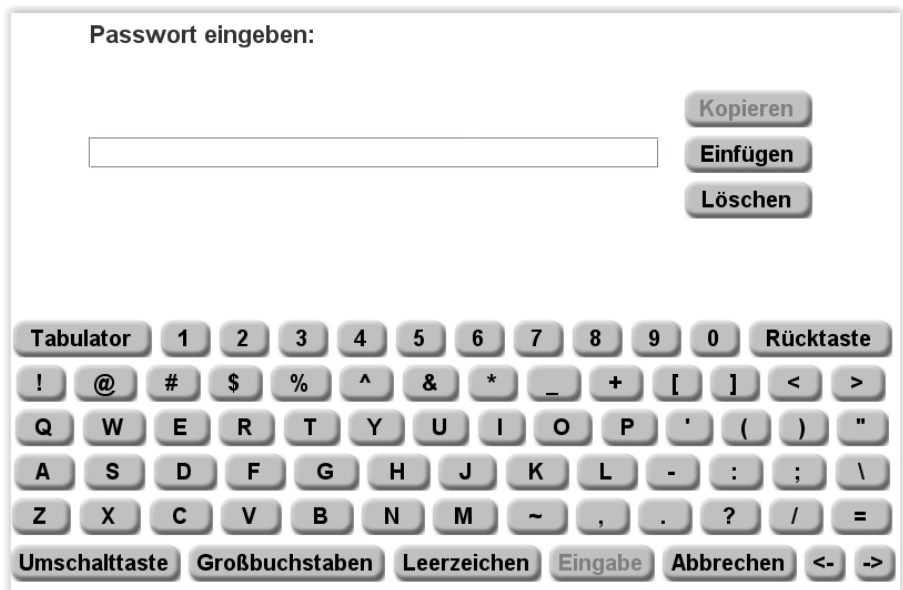 Passwort eingeben:
Kopieren
Einfügen
Löschen
Tabulator 1 2 3 4 5 6 7 8 9 0 Rücktaste
! @ # $ % ^ & * _ + [ ] < >
Q W E R T Y U I O P ' ( ) "
A S D F G H J K L - : ; \
Z X C V B N M ~ , . ? / =
Umschalttaste Großbuchstaben Leerzeichen Eingabe Abbrechen <- ->